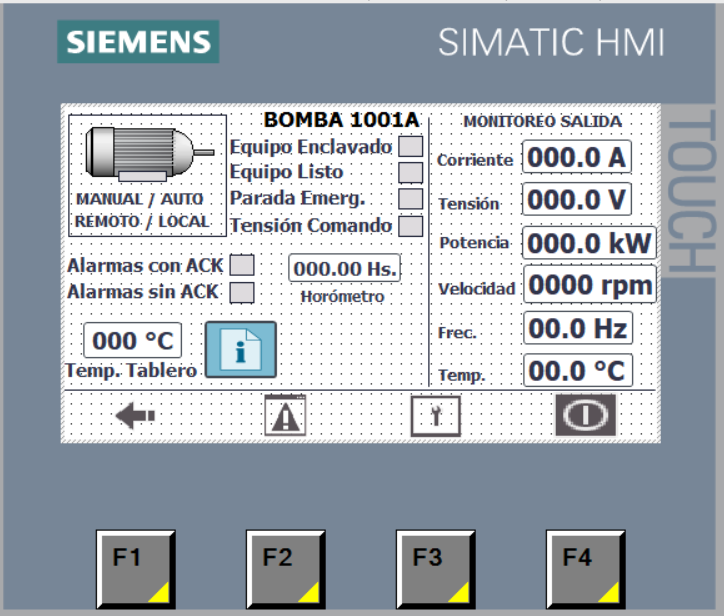 SIEMENS
SIMATIC HMI
TOUCH
BOMBA 1001A
MANUAL / AUTO
REMOTO / LOCAL
Equipo Enclavado
Equipo Listo
Parada Emerg.
Tensión Comando
Alarmas con ACK
Alarmas sin ACK
000.00 Hs.
Horómetro
000 °C
Temp. Tablero
i
MONITOREO SALIDA
Corriente 000.0 A
Tensión 000.0 V
Potencia 000.0 kW
Velocidad 0000 rpm
Frec. 00.0 Hz
Temp. 00.0 °C
F1 F2 F3 F4